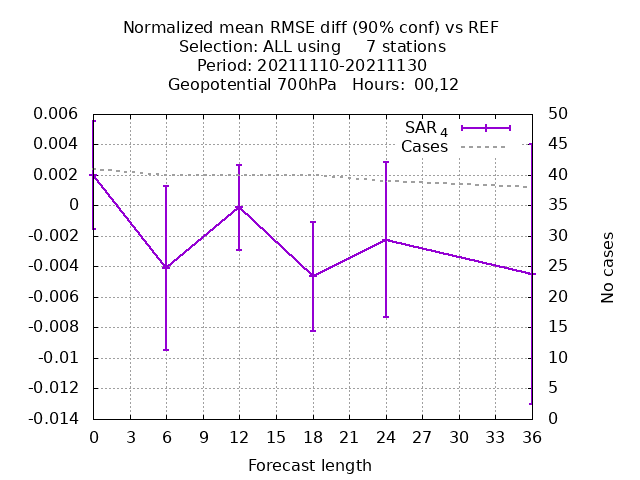 Normalized mean RMSE diff (90% conf) vs REF
Selection: ALL using     7 stations
Period: 20211110-20211130
Geopotential 700hPa   Hours:  00,12
SAR 4
Cases
0.006
0.004
0.002
0
-0.002
-0.004
-0.006
-0.008
-0.01
-0.012
-0.014
50
45
40
35
30
25
20
15
10
5
0
No cases
0 3 6 9 12 15 18 21 24 27 30 33 36
Forecast length